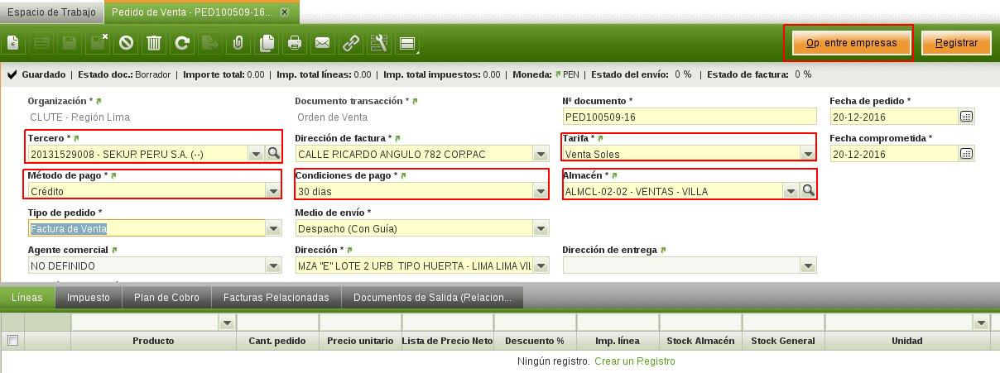 Espacio de Trabajo Pedido de Venta - PED100509-16... x
Op. entre empresas Registrar
Guardado | Estado doc.: Borrador | Importe total: 0.00 | Imp. total líneas: 0.00 | Imp. total impuestos: 0.00 | Moneda: PEN | Estado del envío: 0 % | Estado de factura: 0 %
Organización * Documento transacción * Nº documento * Fecha de pedido *
CLUTE - Región Lima Orden de Venta PED100509-16 20-12-2016
Tercero * Dirección de factura * Tarifa * Fecha comprometida *
20131529008 - SEKUR PERU S.A. (--) CALLE RICARDO ANGULO 782 CORPAC Venta Soles 20-12-2016
Método de pago * Condiciones de pago * Almacén *
Crédito 30 dias ALMCL-02-02 - VENTAS - VILLA
Tipo de pedido * Medio de envío *
Factura de Venta Despacho (Con Guía)
Agente comercial Dirección * Dirección de entrega
NO DEFINIDO MZA "E" LOTE 2 URB TIPO HUERTA - LIMA LIMA VIL
Líneas Impuesto Plan de Cobro Facturas Relacionadas Documentos de Salida (Relacion...
Producto Cant. pedido Precio unitario Lista de Precio Neto Descuento % Imp. línea Stock Almacén Stock General Unidad
Ningún registro. Crear un Registro